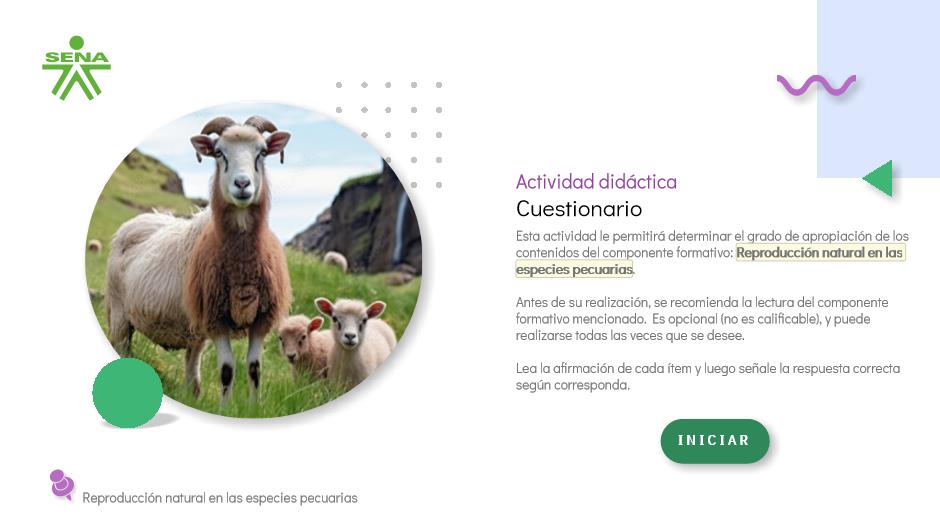 SENA
Actividad didáctica
Cuestionario
Esta actividad le permitirá determinar el grado de apropiación de los
contenidos del componente formativo: Reproducción natural en las
especies pecuarias.
Antes de su realización, se recomienda la lectura del componente
formativo mencionado. Es opcional (no es calificable), y puede
realizarse todas las veces que se desee.
Lea la afirmación de cada ítem y luego señale la respuesta correcta
según corresponda.
INICIAR
Reproducción natural en las especies pecuarias